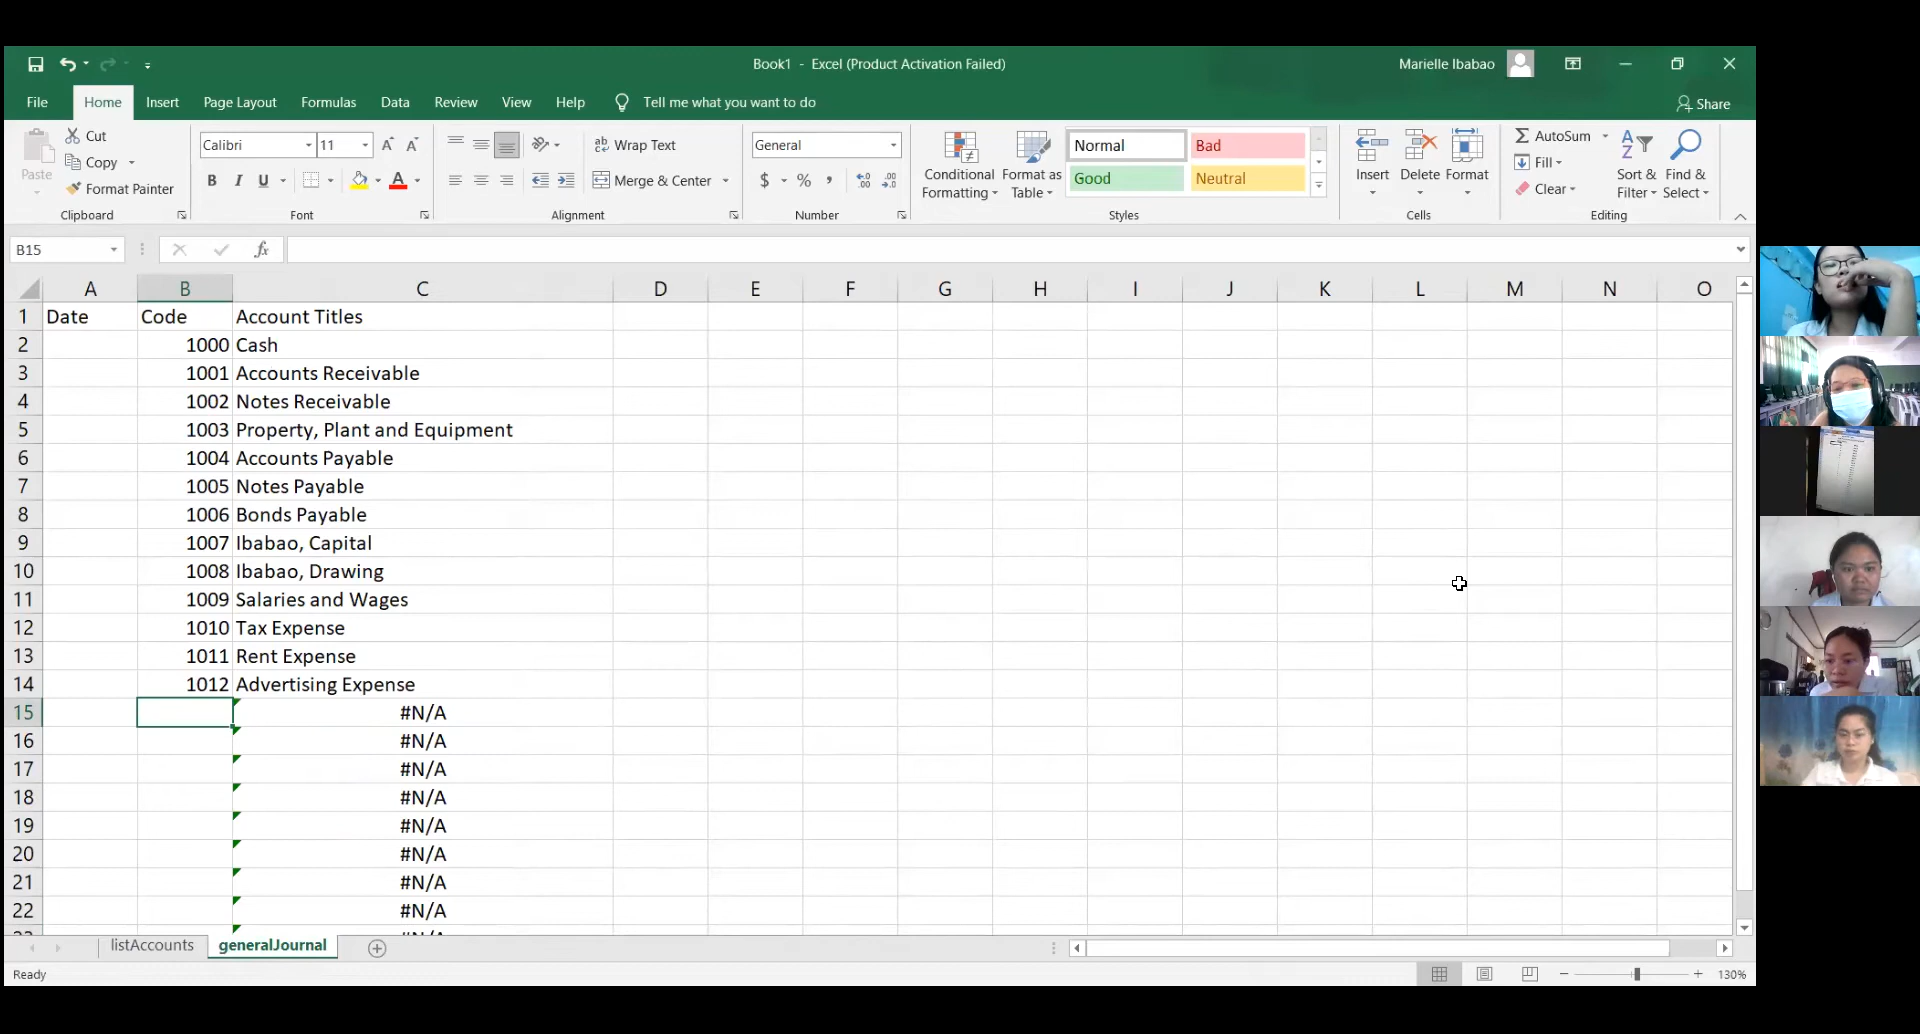 Book1 - Excel (Product Activation Failed)
Marielle Ibabao
File Home Insert Page Layout Formulas Data Review View Help Tell me what you want to do
Share
Paste
Cut
Copy
Format Painter
Clipboard
Calibri 11
B I U
Font
Wrap Text
Merge & Center
Alignment
General
$ % ,
Number
Conditional Formatting
Format as Table
Normal Bad
Good Neutral
Styles
Insert Delete Format
Cells
AutoSum
Fill
Clear
Sort & Filter
Find & Select
Editing
B15
fx
A B C D E F G H I J K L M N O
1 Date Code Account Titles
2 1000 Cash
3 1001 Accounts Receivable
4 1002 Notes Receivable
5 1003 Property, Plant and Equipment
6 1004 Accounts Payable
7 1005 Notes Payable
8 1006 Bonds Payable
9 1007 Ibabao, Capital
10 1008 Ibabao, Drawing
11 1009 Salaries and Wages
12 1010 Tax Expense
13 1011 Rent Expense
14 1012 Advertising Expense
15 #N/A
16 #N/A
17 #N/A
18 #N/A
19 #N/A
20 #N/A
21 #N/A
22 #N/A
23 #N/A
listAccounts generalJournal
Ready
130%